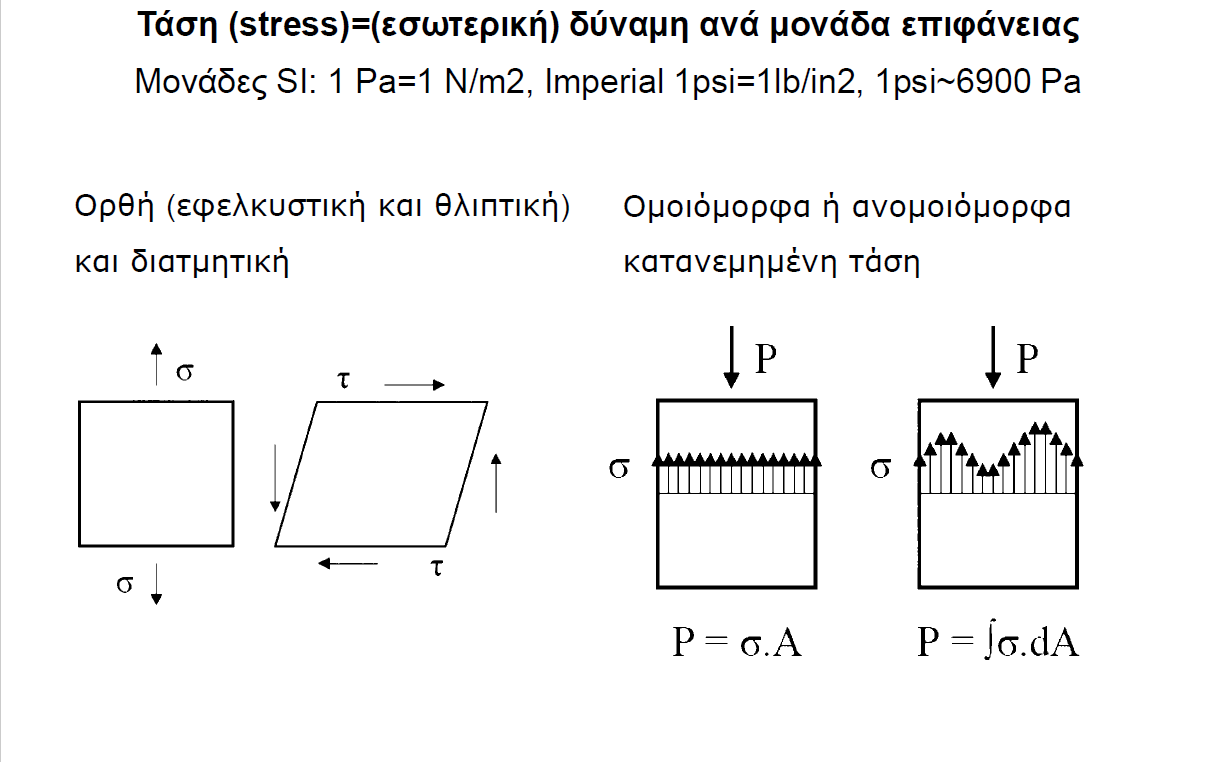 Τάση (stress)=(εσωτερική) δύναμη ανά μονάδα επιφάνειας
Μονάδες SI: 1 Pa=1 N/m2, Imperial 1psi=1lb/in2, 1psi~6900 Pa
Ορθή (εφελκυστική και θλιπτική)
και διατμητική
Ομοιόμορφα ή ανομοιόμορφα
κατανεμημένη τάση
σ
τ
σ
τ
P
P
σ
σ
P = σ.A
P = ∫σ.dA